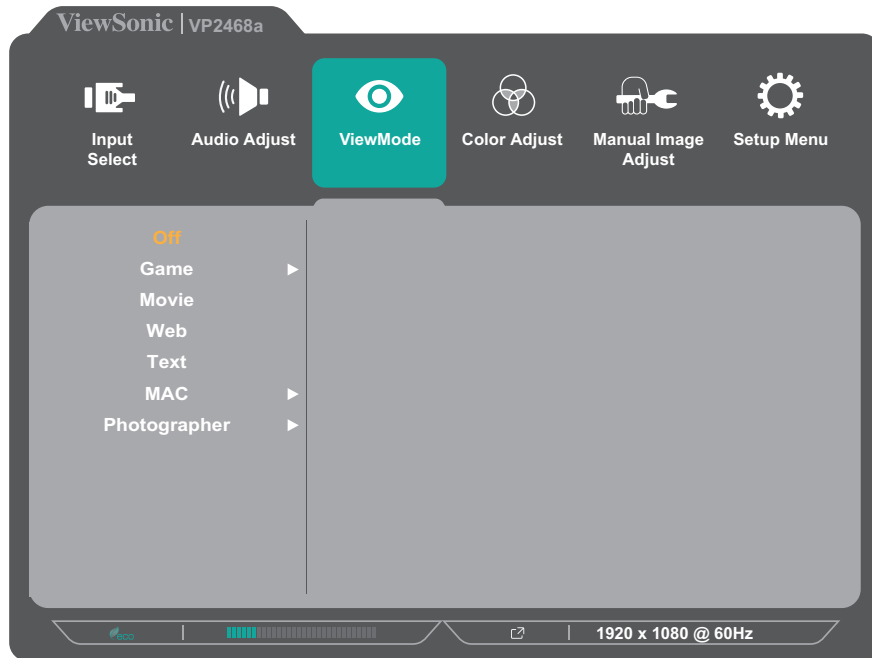 ViewSonic | VP2468a
Input Select
Audio Adjust
ViewMode
Color Adjust
Manual Image Adjust
Setup Menu
Off
Game
Movie
Web
Text
MAC
Photographer
eco
1920 x 1080 @ 60Hz